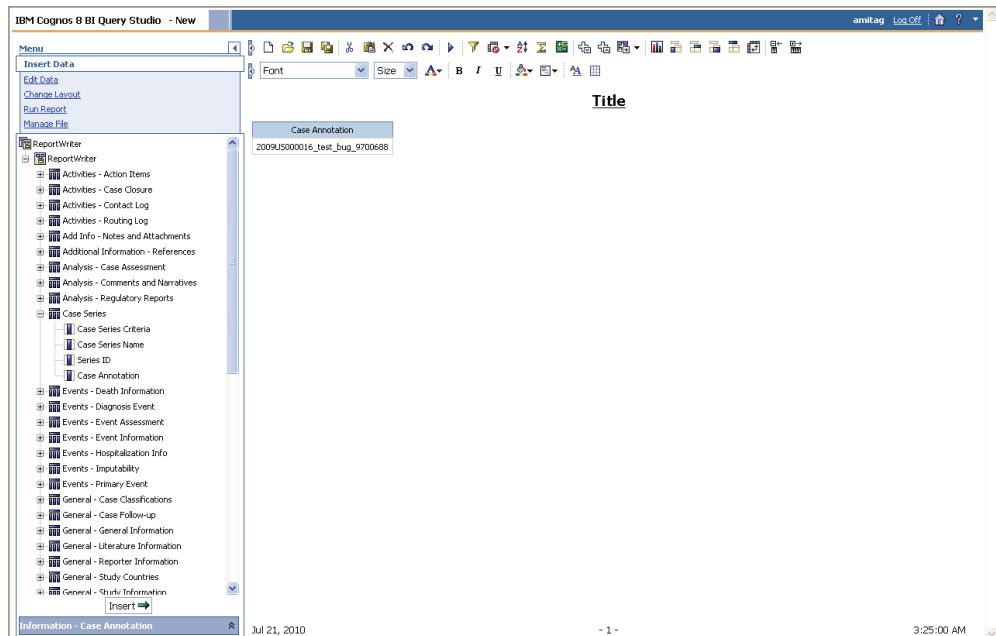 IBM Cognos 8 BI Query Studio - New
amitag Log Off ?
Menu
Insert Data
Edit Data
Change Layout
Run Report
Manage File
Font
Size
A
B I U
Title
Case Annotation
2009US000016_test_bug_9700688
ReportWriter
ReportWriter
Activities - Action Items
Activities - Case Closure
Activities - Contact Log
Activities - Routing Log
Add Info - Notes and Attachments
Additional Information - References
Analysis - Case Assessment
Analysis - Comments and Narratives
Analysis - Regulatory Reports
Case Series
Case Series Criteria
Case Series Name
Series ID
Case Annotation
Events - Death Information
Events - Diagnosis Event
Events - Event Assessment
Events - Event Information
Events - Hospitalization Info
Events - Imputability
Events - Primary Event
General - Case Classifications
General - Case Follow-up
General - General Information
General - Literature Information
General - Reporter Information
General - Study Countries
General - Study Information
Insert
Information - Case Annotation
Jul 21, 2010
- 1 -
3:25:00 AM